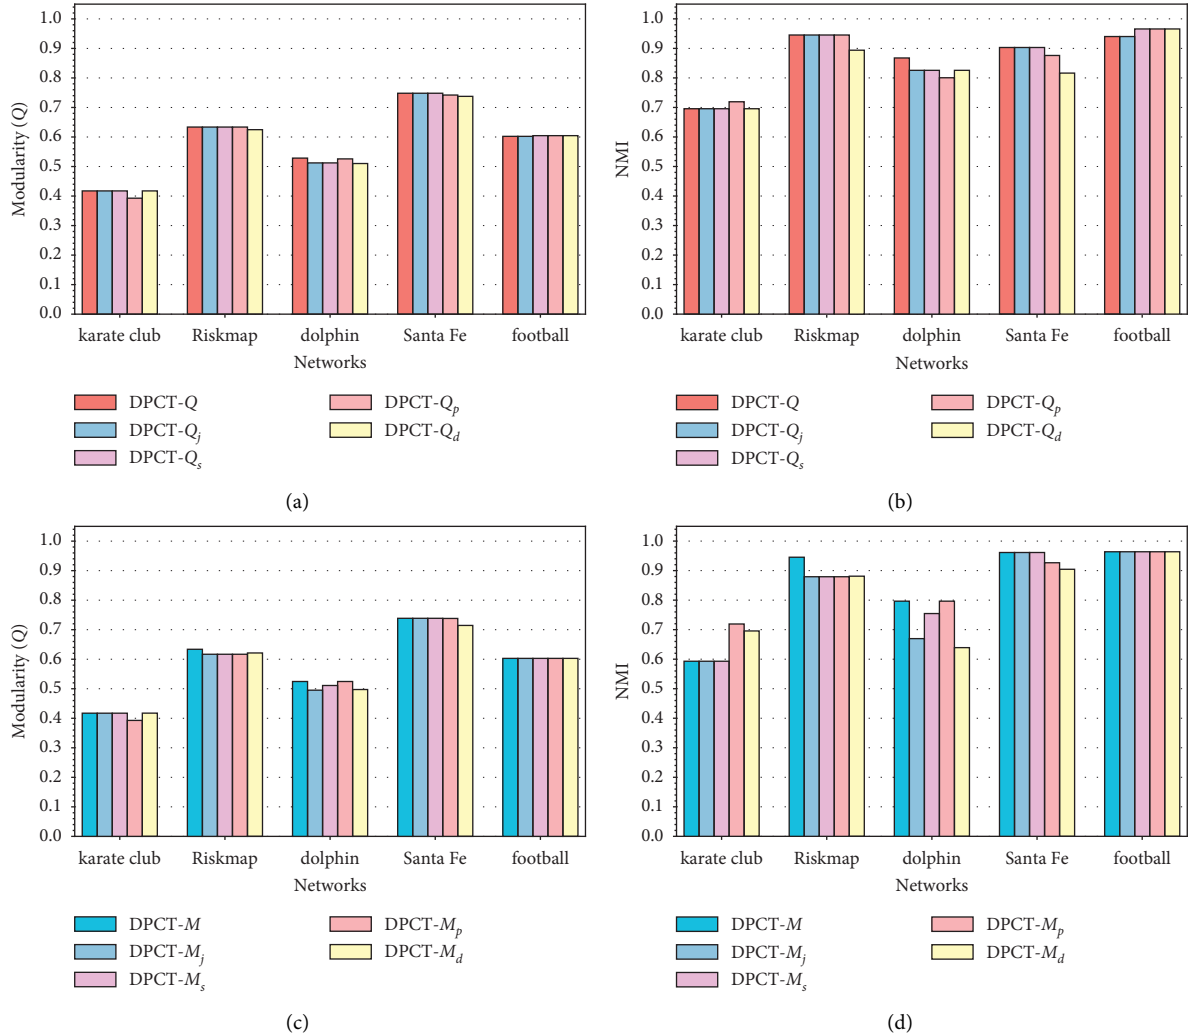 1.0
0.9
0.8
0.7
0.6
0.5
0.4
0.3
0.2
0.1
0.0
Modularity (Q)
karate club Riskmap dolphin Santa Fe football
Networks
DPCT-Q
DPCT-Qj
DPCT-Qs
DPCT-Qp
DPCT-Qd
(a)
1.0
0.9
0.8
0.7
0.6
0.5
0.4
0.3
0.2
0.1
0.0
NMI
karate club Riskmap dolphin Santa Fe football
Networks
DPCT-Q
DPCT-Qj
DPCT-Qs
DPCT-Qp
DPCT-Qd
(b)
1.0
0.9
0.8
0.7
0.6
0.5
0.4
0.3
0.2
0.1
0.0
Modularity (Q)
karate club Riskmap dolphin Santa Fe football
Networks
DPCT-M
DPCT-Mj
DPCT-Ms
DPCT-Mp
DPCT-Md
(c)
1.0
0.9
0.8
0.7
0.6
0.5
0.4
0.3
0.2
0.1
0.0
NMI
karate club Riskmap dolphin Santa Fe football
Networks
DPCT-M
DPCT-Mj
DPCT-Ms
DPCT-Mp
DPCT-Md
(d)